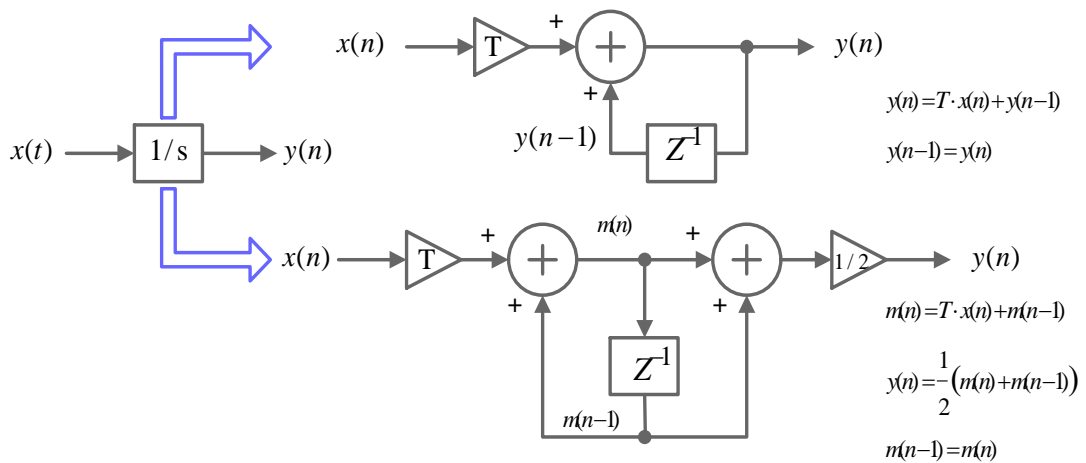 x(t)
1/s
y(n)
x(n)
T
+
+
+
y(n)
y(n−1)
Z^-1
y(n)=T·x(n)+y(n−1)
y(n−1)=y(n)
x(n)
T
+
+
+
m(n)
Z^-1
m(n−1)
+
+
+
1/2
y(n)
m(n)=T·x(n)+m(n−1)
y(n)=1/2(m(n)+m(n−1))
m(n−1)=m(n)